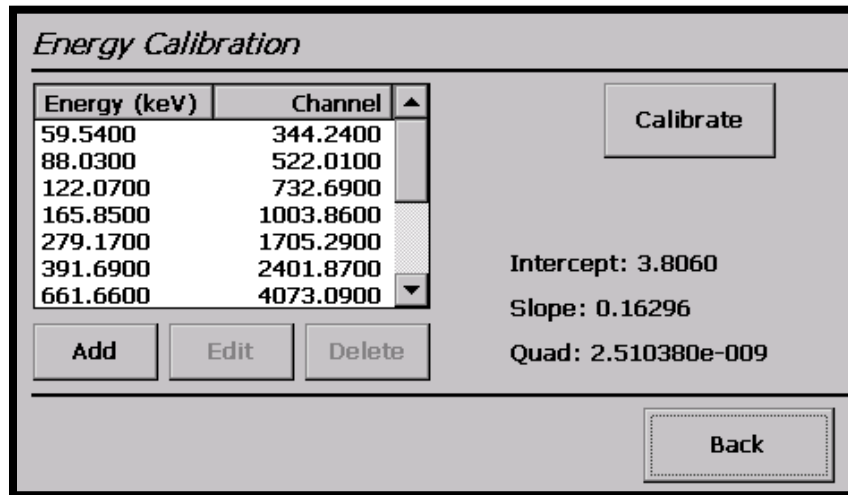 Energy Calibration
Energy (keV) Channel
59.5400 344.2400
88.0300 522.0100
122.0700 732.6900
165.8500 1003.8600
279.1700 1705.2900
391.6900 2401.8700
661.6600 4073.0900
Calibrate
Intercept: 3.8060
Slope: 0.16296
Quad: 2.510380e-009
Add Edit Delete
Back